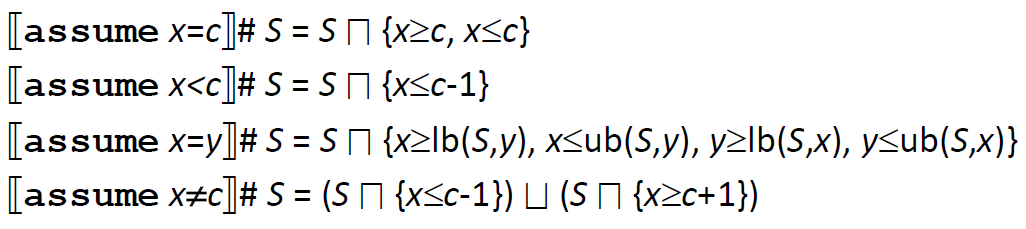 ⟦assume x=c⟧# S = S ⊓ {x≥c, x≤c}
⟦assume x<c⟧# S = S ⊓ {x≤c-1}
⟦assume x=y⟧# S = S ⊓ {x≥lb(S,y), x≤ub(S,y), y≥lb(S,x), y≤ub(S,x)}
⟦assume x≠c⟧# S = (S ⊓ {x≤c-1}) ⊔ (S ⊓ {x≥c+1})